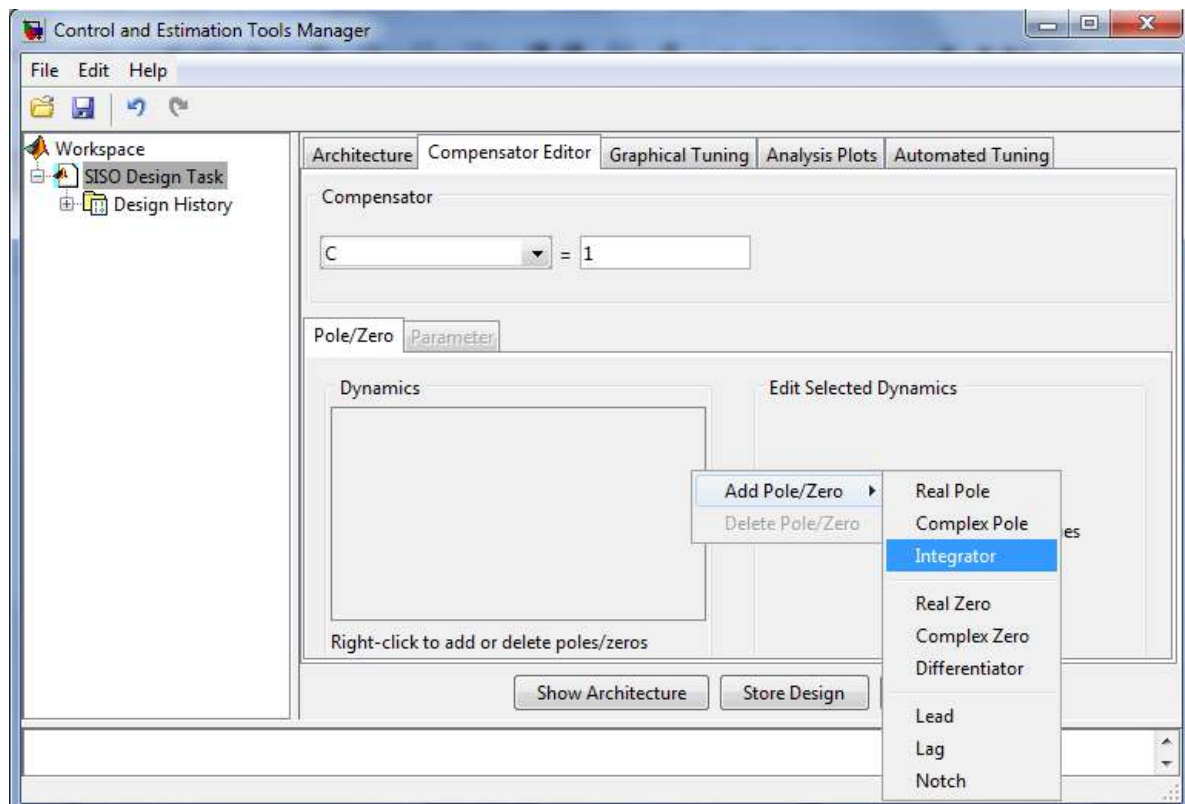 Control and Estimation Tools Manager
File Edit Help
Workspace
SISO Design Task
Design History
Architecture Compensator Editor Graphical Tuning Analysis Plots Automated Tuning
Compensator
C = 1
Pole/Zero Parameter
Dynamics Edit Selected Dynamics
Add Pole/Zero
Delete Pole/Zero
Real Pole
Complex Pole
Integrator
Real Zero
Complex Zero
Differentiator
Lead
Lag
Notch
es
Right-click to add or delete poles/zeros
Show Architecture Store Design